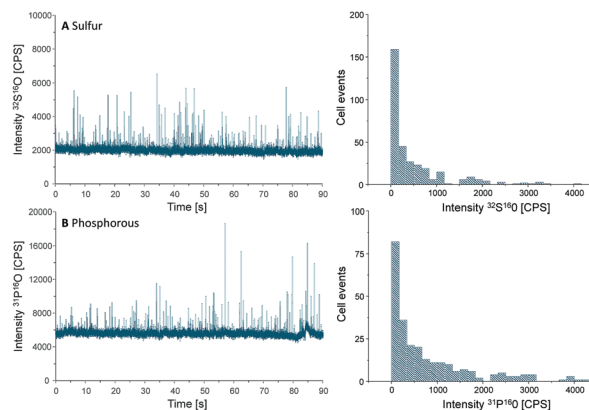 A Sulfur
Intensity ³²S¹⁶O [CPS]
10000
8000
6000
4000
2000
0
0 10 20 30 40 50 60 70 80 90
Time [s]
Cell events
200
150
100
50
0
0 1000 2000 3000 4000
Intensity ³²S¹⁶0 [CPS]
B Phosphorous
Intensity ³¹P¹⁶O [CPS]
20000
16000
12000
8000
4000
0
0 10 20 30 40 50 60 70 80 90
Time [s]
Cell events
100
75
50
25
0
0 1000 2000 3000 4000
Intensity ³¹P¹⁶0 [CPS]